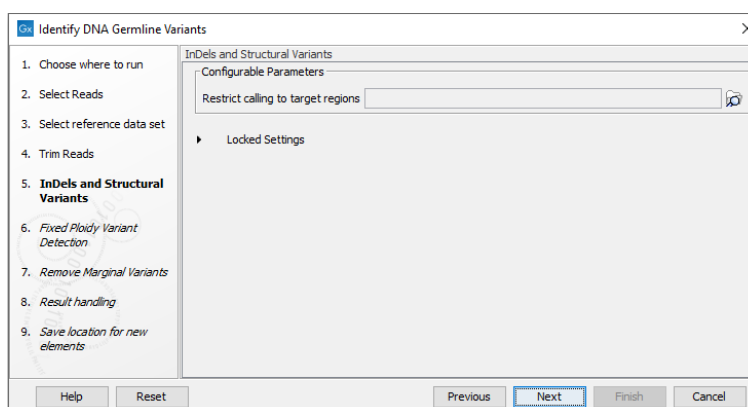 Gx Identify DNA Germline Variants
1. Choose where to run
2. Select Reads
3. Select reference data set
4. Trim Reads
5. InDels and Structural
Variants
6. Fixed Ploidy Variant
Detection
7. Remove Marginal Variants
8. Result handling
9. Save location for new
elements
InDels and Structural Variants
Configurable Parameters
Restrict calling to target regions
Locked Settings
Help Reset Previous Next Finish Cancel